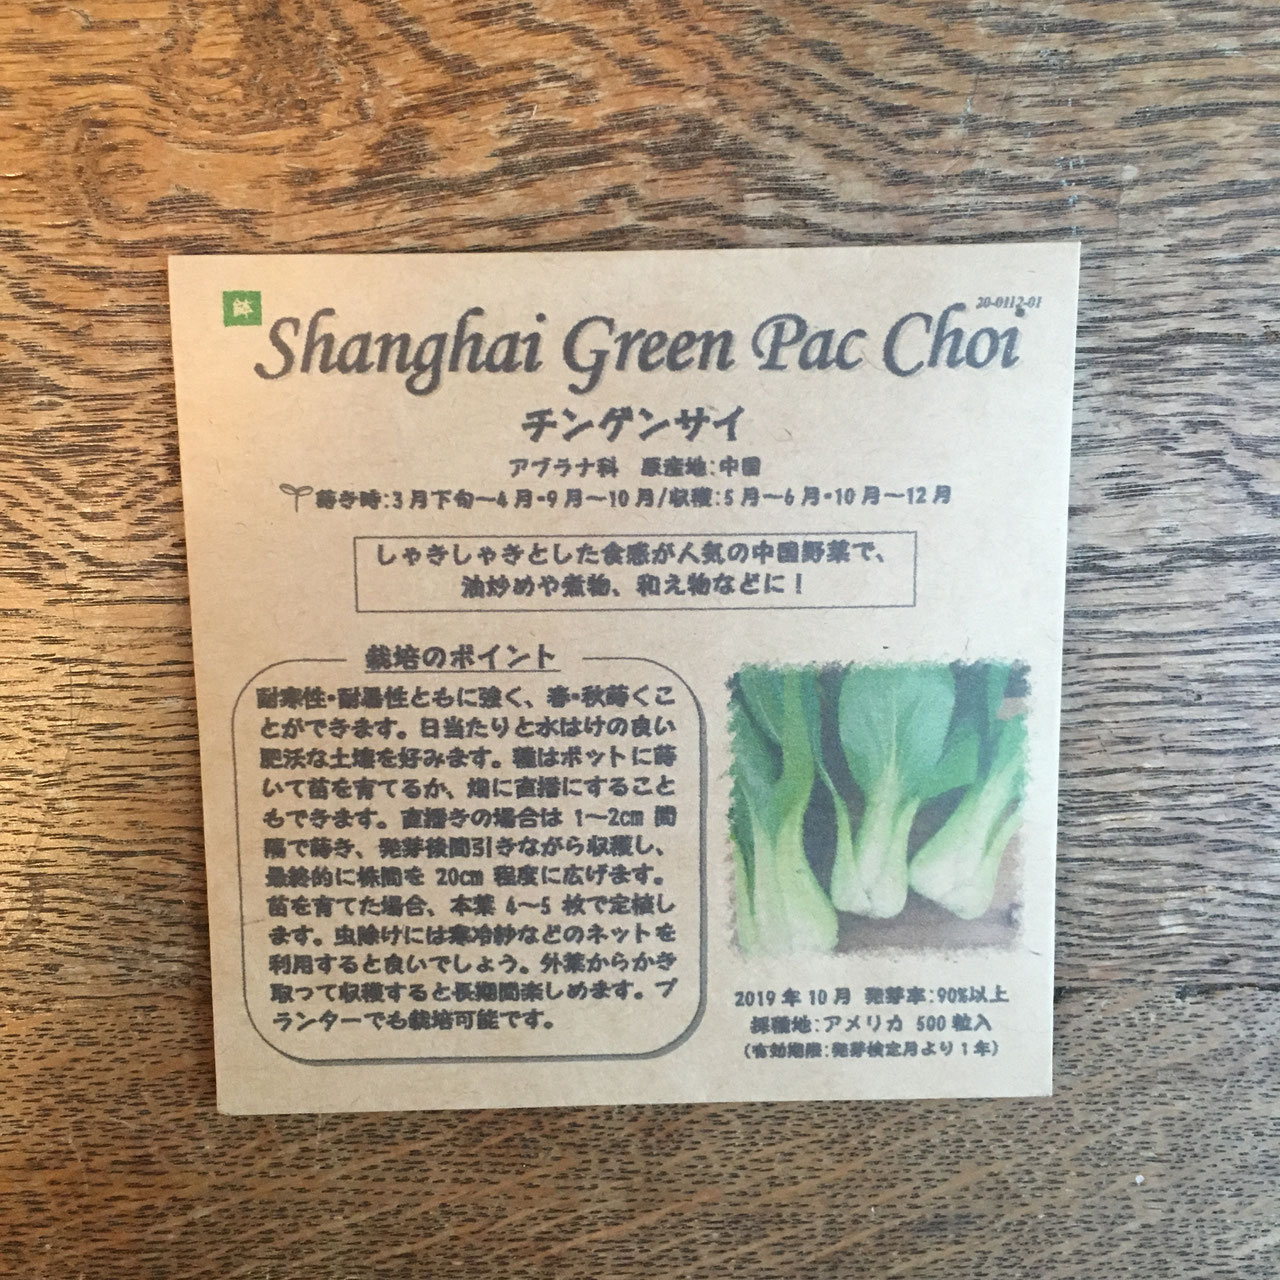 20-0112-01
Shanghai Green Pac Choi
チンゲンサイ
アブラナ科　原産地:中国
蒔き時:3月下旬～4月・9月～10月/収穫:5月～6月・10月～12月
しゃきしゃきとした食感が人気の中国野菜で、
油炒めや煮物、和え物などに！
栽培のポイント
耐寒性・耐暑性ともに強く、春・秋蒔くこ
とができます。日当たりと水はけの良い
肥沃な土壌を好みます。種はポットに蒔
いて苗を育てるか、畑に直播にすること
もできます。直播きの場合は 1～2cm 間
隔で蒔き、発芽後間引きながら収穫し、
最終的に株間を 20cm 程度に広げます。
苗を育てた場合、本葉 4～5 枚で定植し
ます。虫除けには寒冷紗などのネットを
利用すると良いでしょう。外葉からかき
取って収穫すると長期間楽しめます。プ
ランターでも栽培可能です。
2019年10月 発芽率:90%以上
採種地:アメリカ 500粒入
(有効期限:発芽検定月より1年)